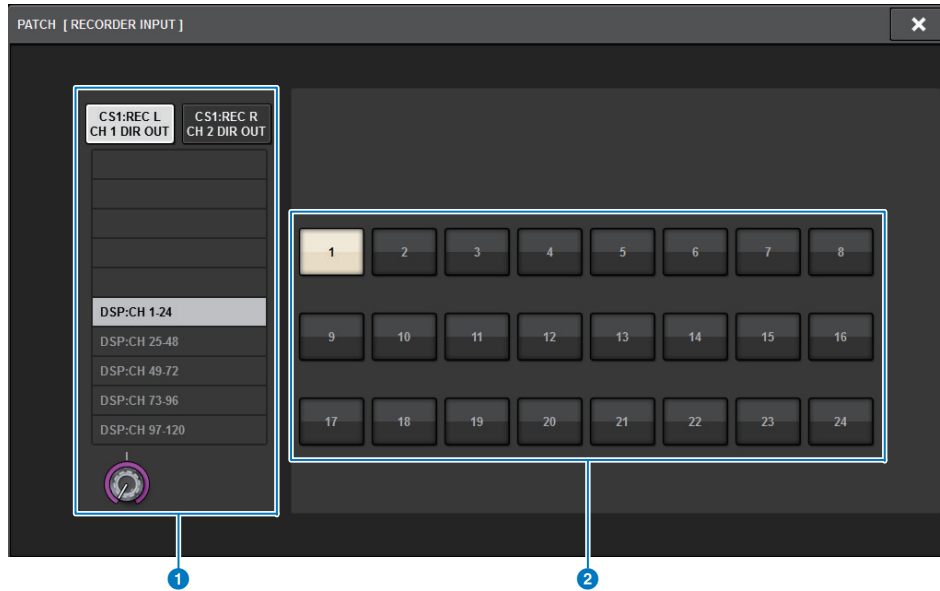 PATCH [ RECORDER INPUT ]
CS1:REC L CS1:REC R
CH 1 DIR OUT CH 2 DIR OUT
DSP:CH 1-24
DSP:CH 25-48
DSP:CH 49-72
DSP:CH 73-96
DSP:CH 97-120
1 2 3 4 5 6 7 8
9 10 11 12 13 14 15 16
17 18 19 20 21 22 23 24
1 2